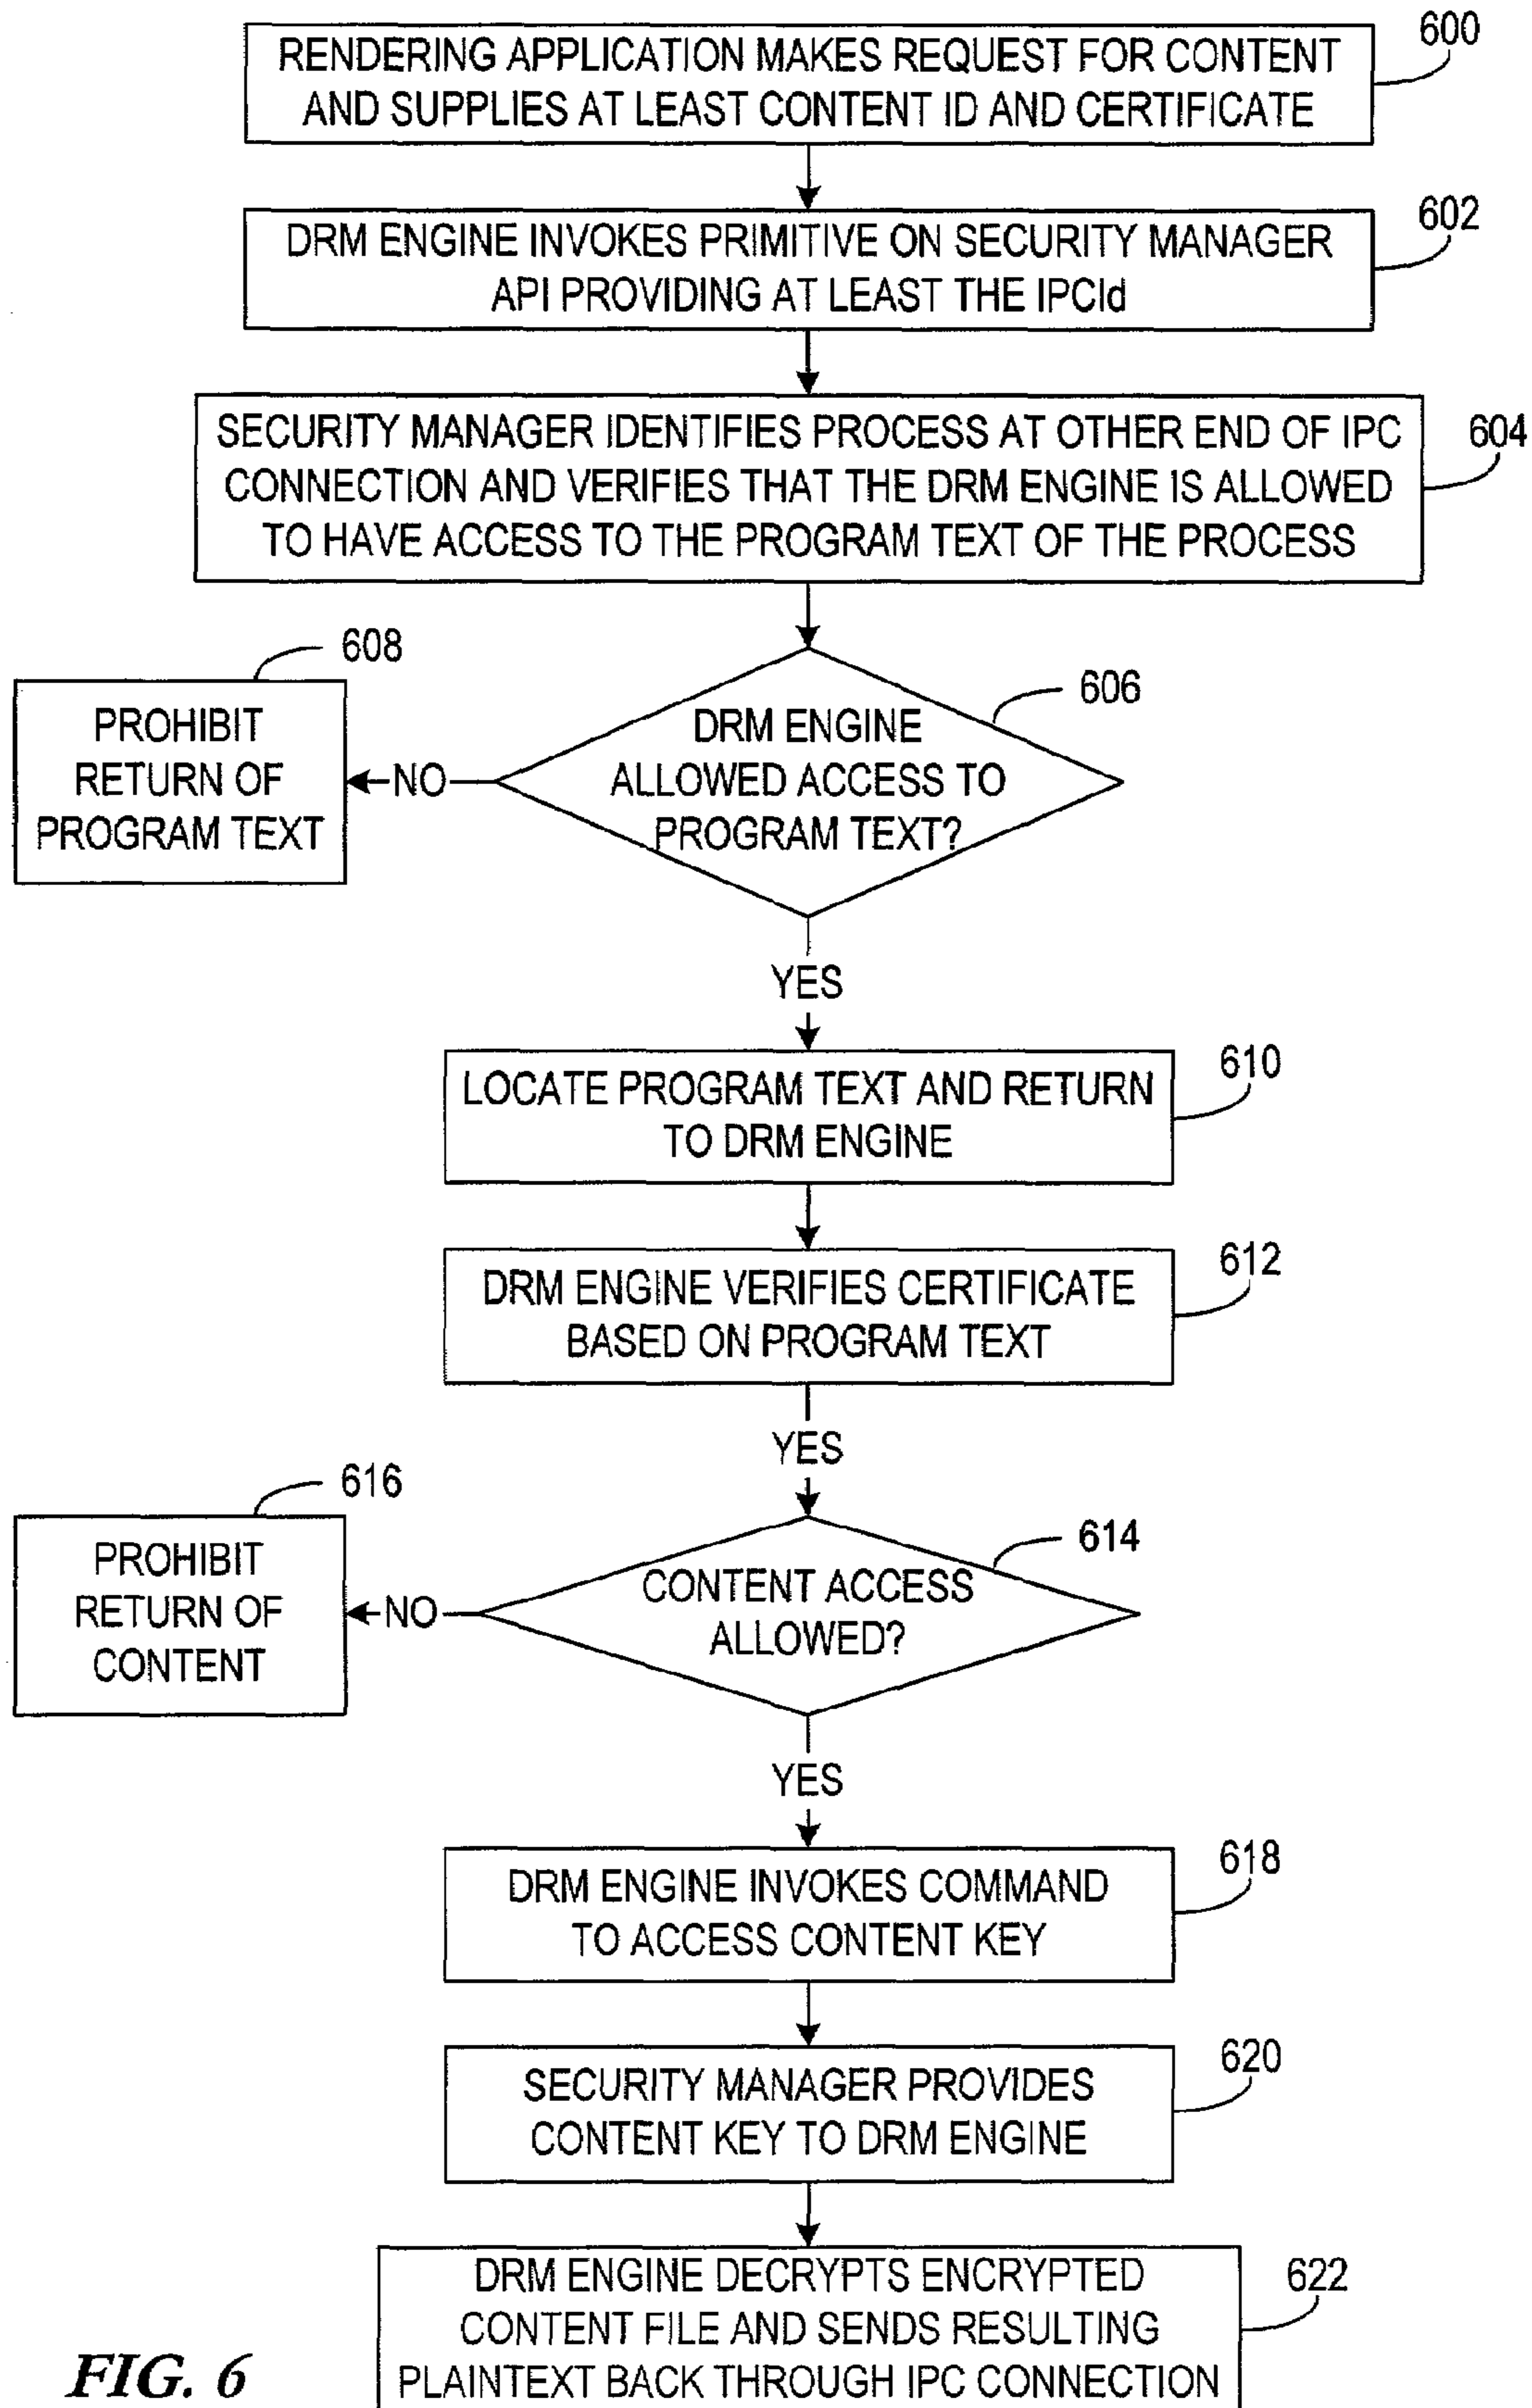 RENDERING APPLICATION MAKES REQUEST FOR CONTENT
AND SUPPLIES AT LEAST CONTENT ID AND CERTIFICATE
600
DRM ENGINE INVOKES PRIMITIVE ON SECURITY MANAGER
API PROVIDING AT LEAST THE IPCId
602
SECURITY MANAGER IDENTIFIES PROCESS AT OTHER END OF IPC
CONNECTION AND VERIFIES THAT THE DRM ENGINE IS ALLOWED
TO HAVE ACCESS TO THE PROGRAM TEXT OF THE PROCESS
604
608
PROHIBIT
RETURN OF
PROGRAM TEXT
NO
DRM ENGINE
ALLOWED ACCESS TO
PROGRAM TEXT?
606
YES
LOCATE PROGRAM TEXT AND RETURN
TO DRM ENGINE
610
DRM ENGINE VERIFIES CERTIFICATE
BASED ON PROGRAM TEXT
612
YES
616
PROHIBIT
RETURN OF
CONTENT
NO
CONTENT ACCESS
ALLOWED?
614
YES
DRM ENGINE INVOKES COMMAND
TO ACCESS CONTENT KEY
618
SECURITY MANAGER PROVIDES
CONTENT KEY TO DRM ENGINE
620
DRM ENGINE DECRYPTS ENCRYPTED
CONTENT FILE AND SENDS RESULTING
PLAINTEXT BACK THROUGH IPC CONNECTION
622
FIG. 6